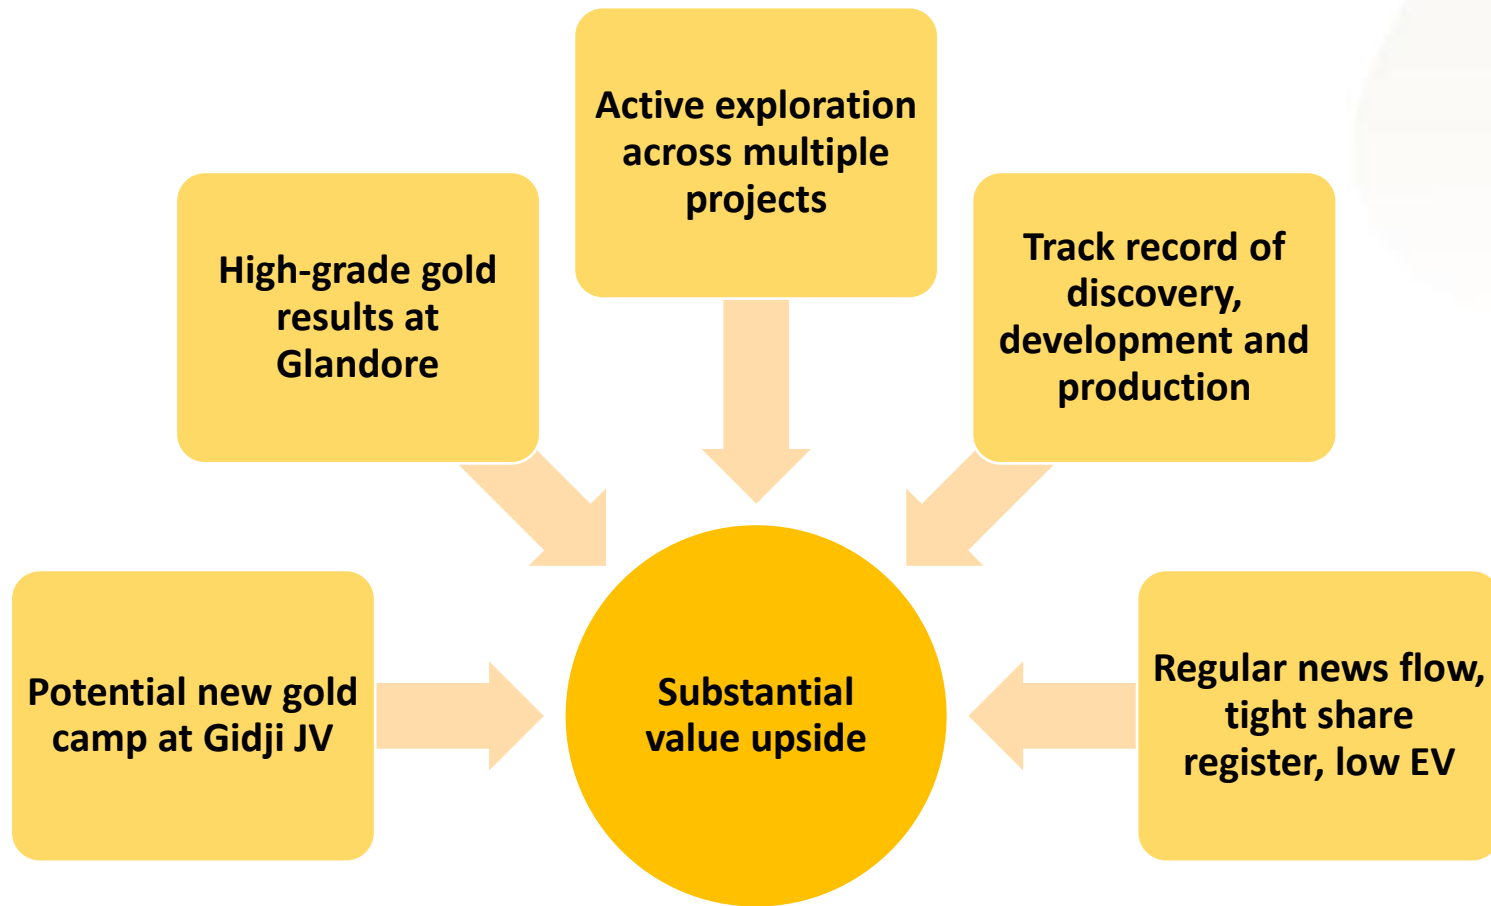 Active exploration
across multiple
projects
High-grade gold
results at
Glandore
Track record of
discovery,
development and
production
Potential new gold
camp at Gidji JV
Substantial
value upside
Regular news flow,
tight share
register, low EV